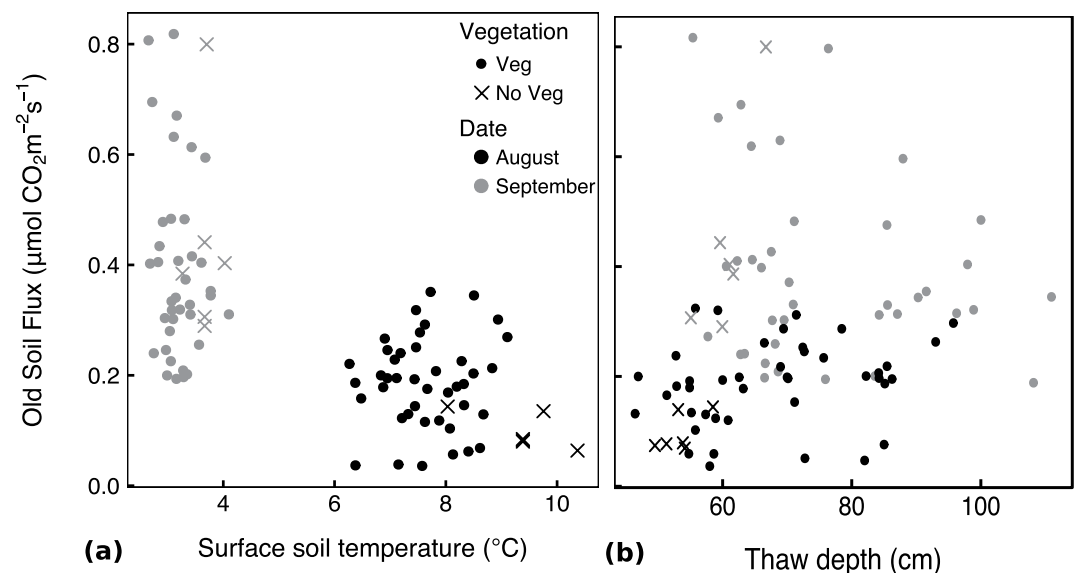 Old Soil Flux (µmol CO₂m⁻²s⁻¹)
0.8
0.6
0.4
0.2
0.0
4
6
8
10
Vegetation
Veg
No Veg
Date
August
September
(a)
Surface soil temperature (°C)
60
80
100
(b)
Thaw depth (cm)